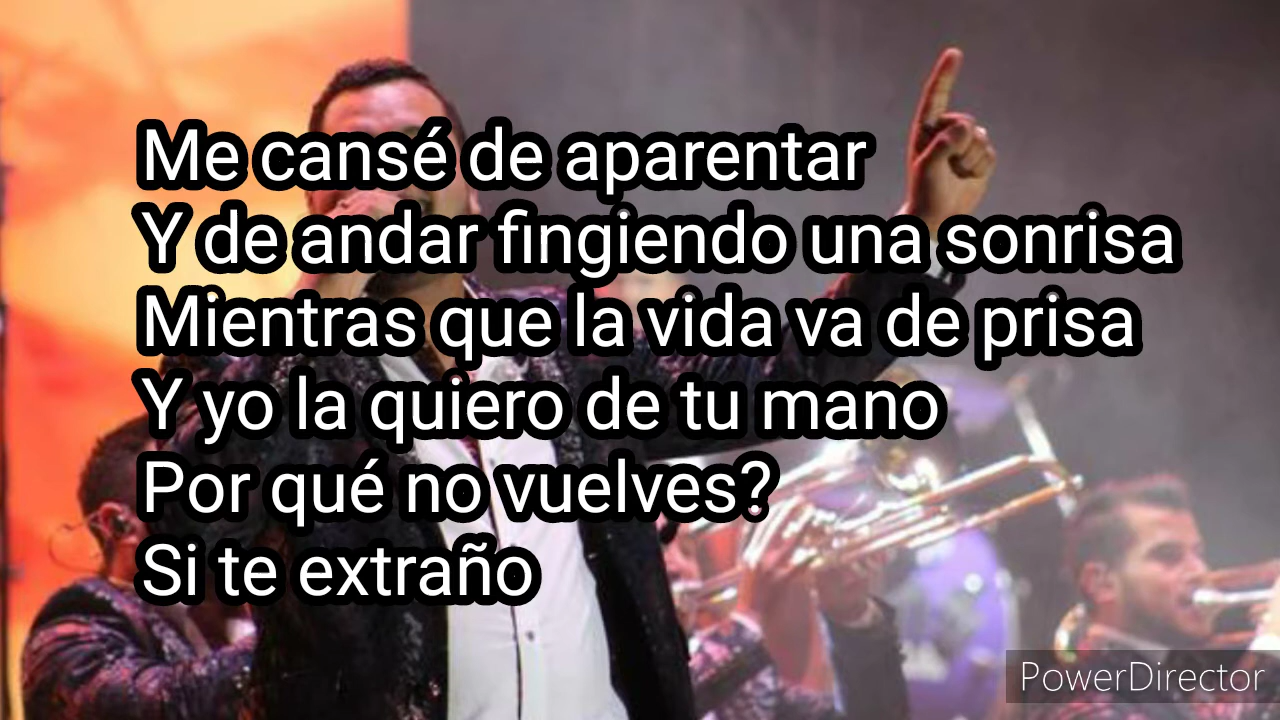 Me cansé de aparentar
Y de andar fingiendo una sonrisa
Mientras que la vida va de prisa
Y yo la quiero de tu mano
Por qué no vuelves?
Si te extraño
PowerDirector